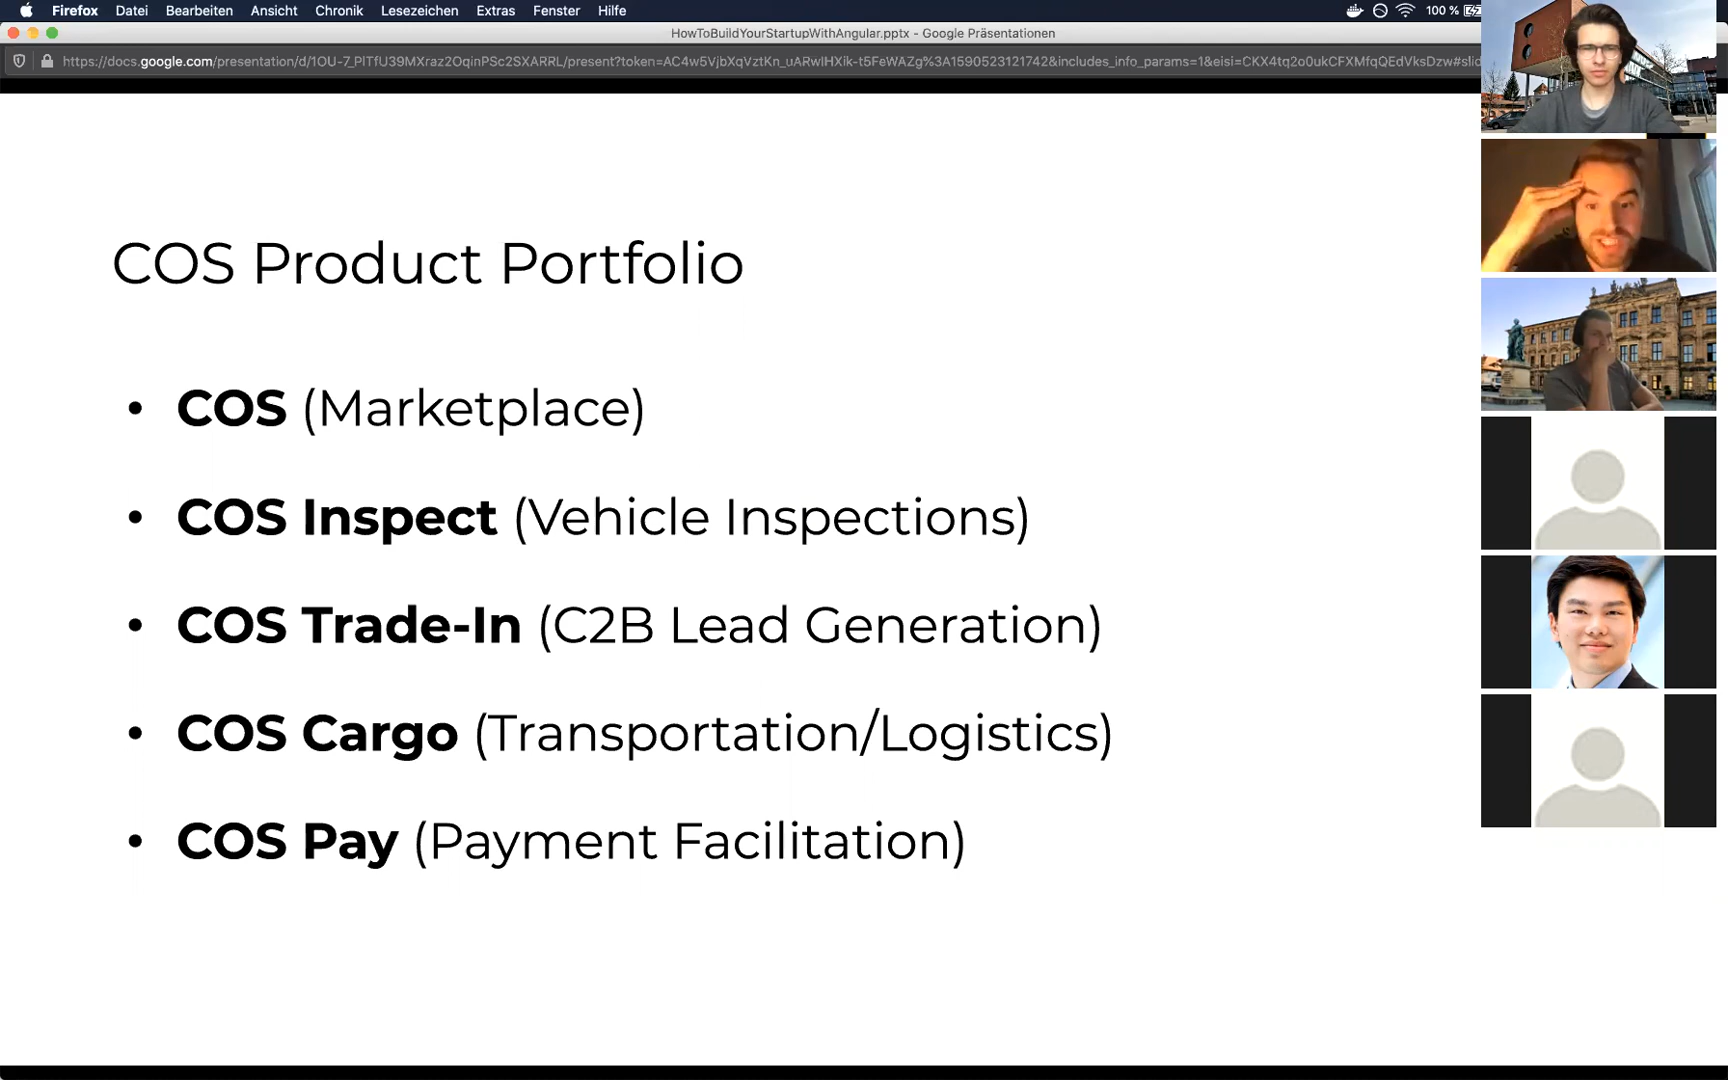 Firefox Datei Bearbeiten Ansicht Chronik Lesezeichen Extras Fenster Hilfe 100 %
HowToBuildYourStartupWithAngular.pptx - Google Präsentationen
COS Product Portfolio
• COS (Marketplace)
• COS Inspect (Vehicle Inspections)
• COS Trade-In (C2B Lead Generation)
• COS Cargo (Transportation/Logistics)
• COS Pay (Payment Facilitation)